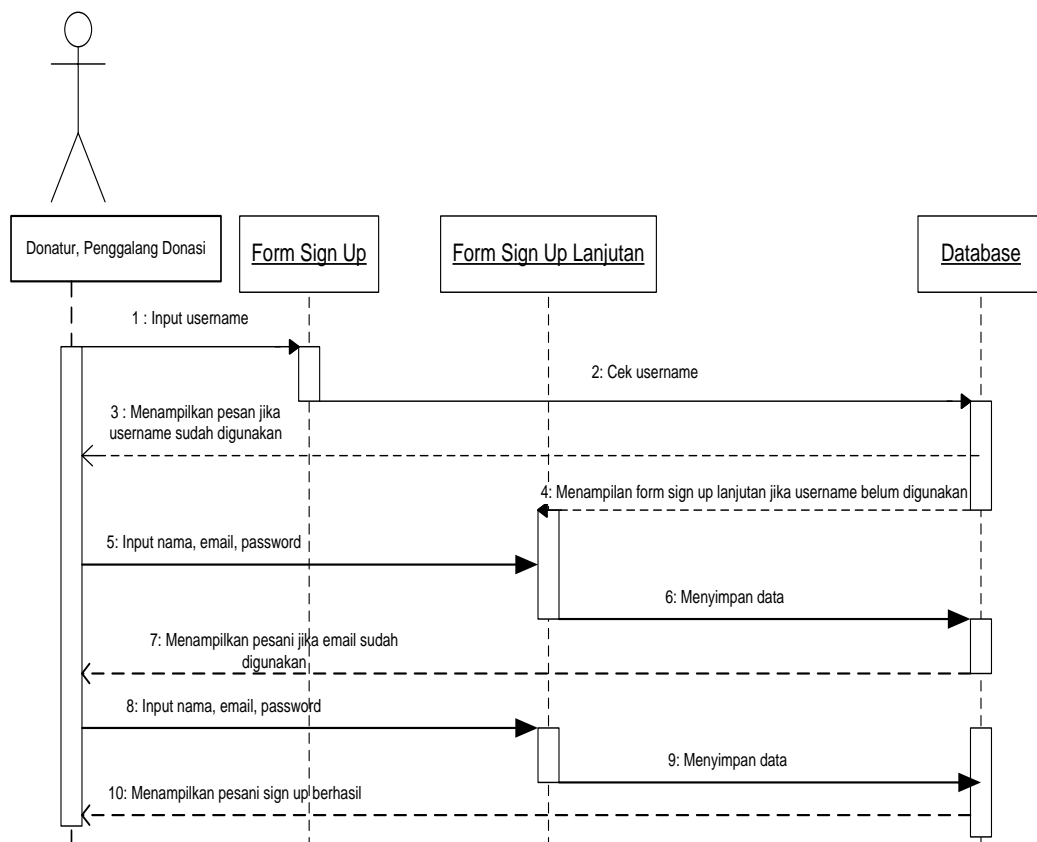 Donatur, Penggalang Donasi
Form Sign Up
Form Sign Up Lanjutan
Database
1 : Input username
2: Cek username
3 : Menampilkan pesan jika
username sudah digunakan
4: Menampilan form sign up lanjutan jika username belum digunakan
5: Input nama, email, password
6: Menyimpan data
7: Menampilkan pesani jika email sudah
digunakan
8: Input nama, email, password
9: Menyimpan data
10: Menampilkan pesani sign up berhasil